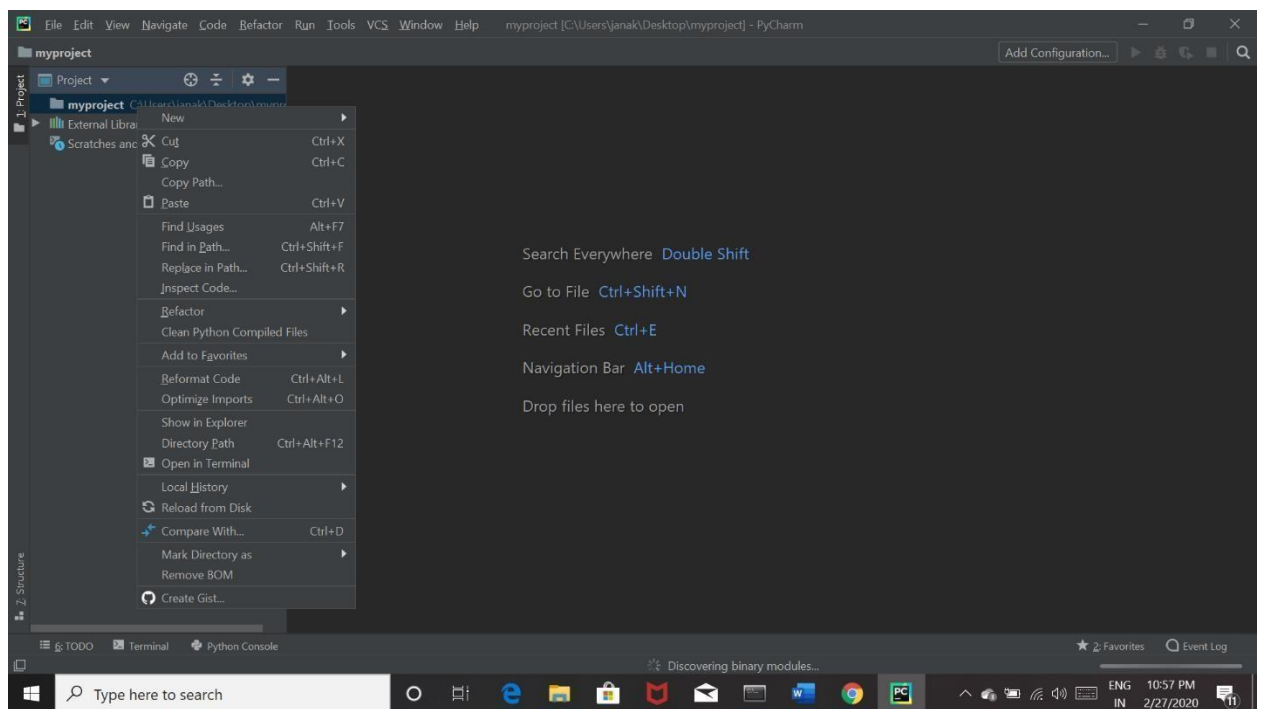 File Edit View Navigate Code Refactor Run Tools VCS Window Help myproject [C:\Users\janak\Desktop\myproject] - PyCharm
myproject
Add Configuration...
1: Project
Project
myproject C:\Users\janak\Desktop\mypr
External Librar
Scratches and
New
Cut Ctrl+X
Copy Ctrl+C
Copy Path...
Paste Ctrl+V
Find Usages Alt+F7
Find in Path... Ctrl+Shift+F
Replace in Path... Ctrl+Shift+R
Inspect Code...
Refactor
Clean Python Compiled Files
Add to Favorites
Reformat Code Ctrl+Alt+L
Optimize Imports Ctrl+Alt+O
Show in Explorer
Directory Path Ctrl+Alt+F12
Open in Terminal
Local History
Reload from Disk
Compare With... Ctrl+D
Mark Directory as
Remove BOM
Create Gist...
Search Everywhere Double Shift
Go to File Ctrl+Shift+N
Recent Files Ctrl+E
Navigation Bar Alt+Home
Drop files here to open
7: Structure
6: TODO Terminal Python Console
2: Favorites Event Log
Discovering binary modules...
Type here to search
ENG
IN
10:57 PM
2/27/2020
11